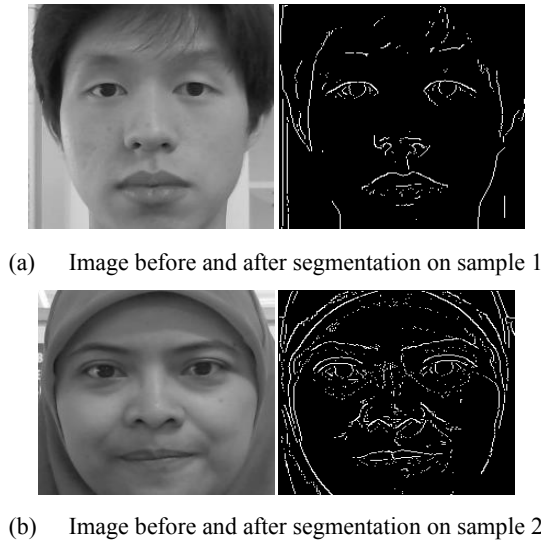 (a) Image before and after segmentation on sample 1
(b) Image before and after segmentation on sample 2